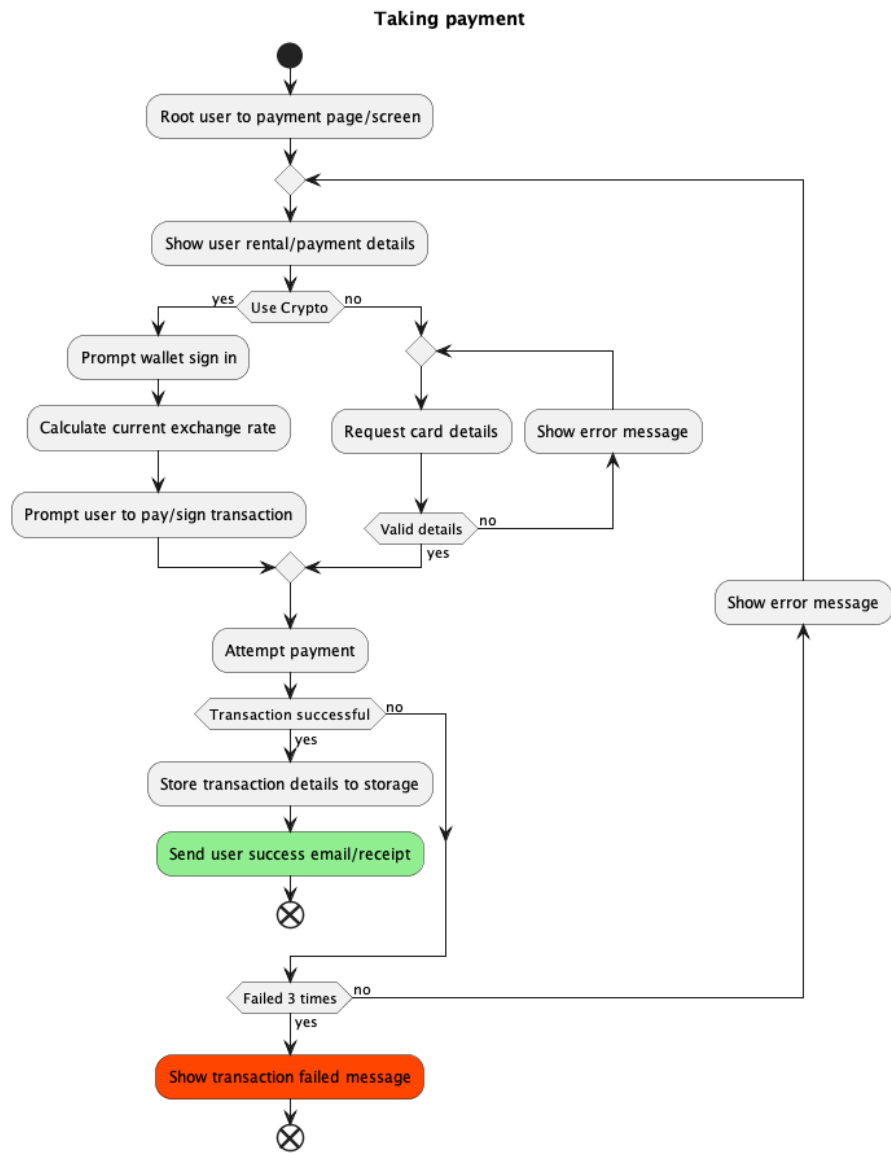 Taking payment
Root user to payment page/screen
Show user rental/payment details
yes
Use Crypto
no
Prompt wallet sign in
Calculate current exchange rate
Prompt user to pay/sign transaction
Request card details
Show error message
Valid details
no
yes
Show error message
Attempt payment
Transaction successful
no
yes
Store transaction details to storage
Send user success email/receipt
Failed 3 times
no
yes
Show transaction failed message